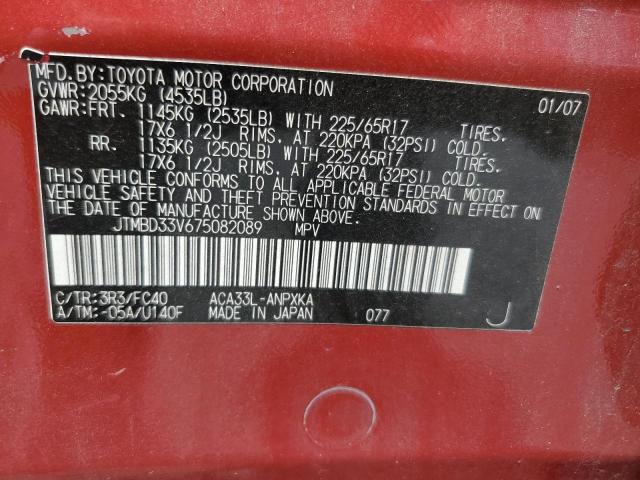 MFD.BY:TOYOTA MOTOR CORPORATION 01/07
GVWR:2055KG (4535LB)
GAWR:FRT. 1145KG (2535LB) WITH 225/65R17 TIRES.
17X6 1/2J RIMS, AT 220KPA (32PSI) COLD.
RR. 1135KG (2505LB) WITH 225/65R17 TIRES.
17X6 1/2J RIMS, AT 220KPA (32PSI) COLD.
THIS VEHICLE CONFORMS TO ALL APPLICABLE FEDERAL MOTOR
VEHICLE SAFETY AND THEFT PREVENTION STANDARDS IN EFFECT ON
THE DATE OF MANUFACTURE SHOWN ABOVE.
JTMBD33V675082089 MPV
C/TR:3R3/FC40 ACA33L-ANPXKA
A/TM:-05A/U140F MADE IN JAPAN 077 J